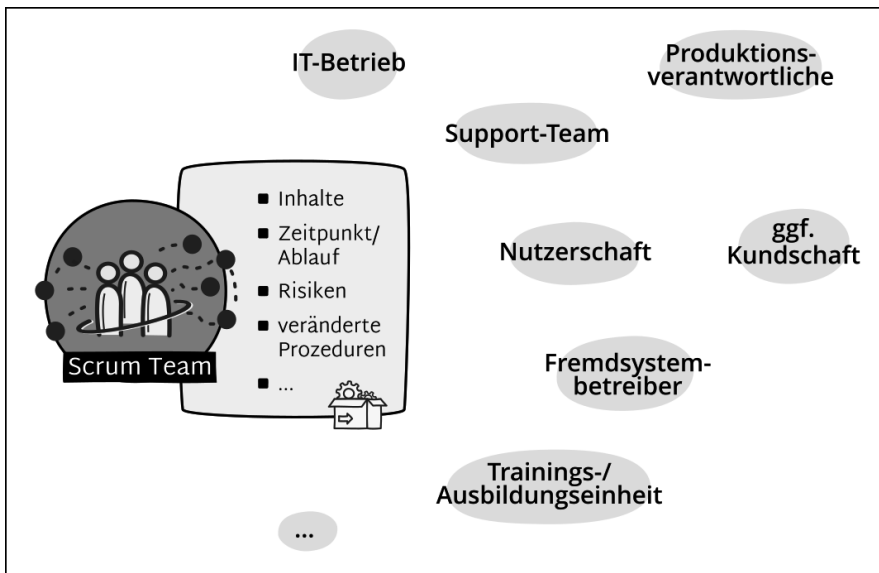 IT-Betrieb
Produktions-
verantwortliche
Support-Team
■ Inhalte
■ Zeitpunkt/
Ablauf
■ Risiken
■ veränderte
Prozeduren
■ ...
Scrum Team
Nutzerschaft
ggf.
Kundschaft
Fremdsystem-
betreiber
Trainings-/
Ausbildungseinheit
...